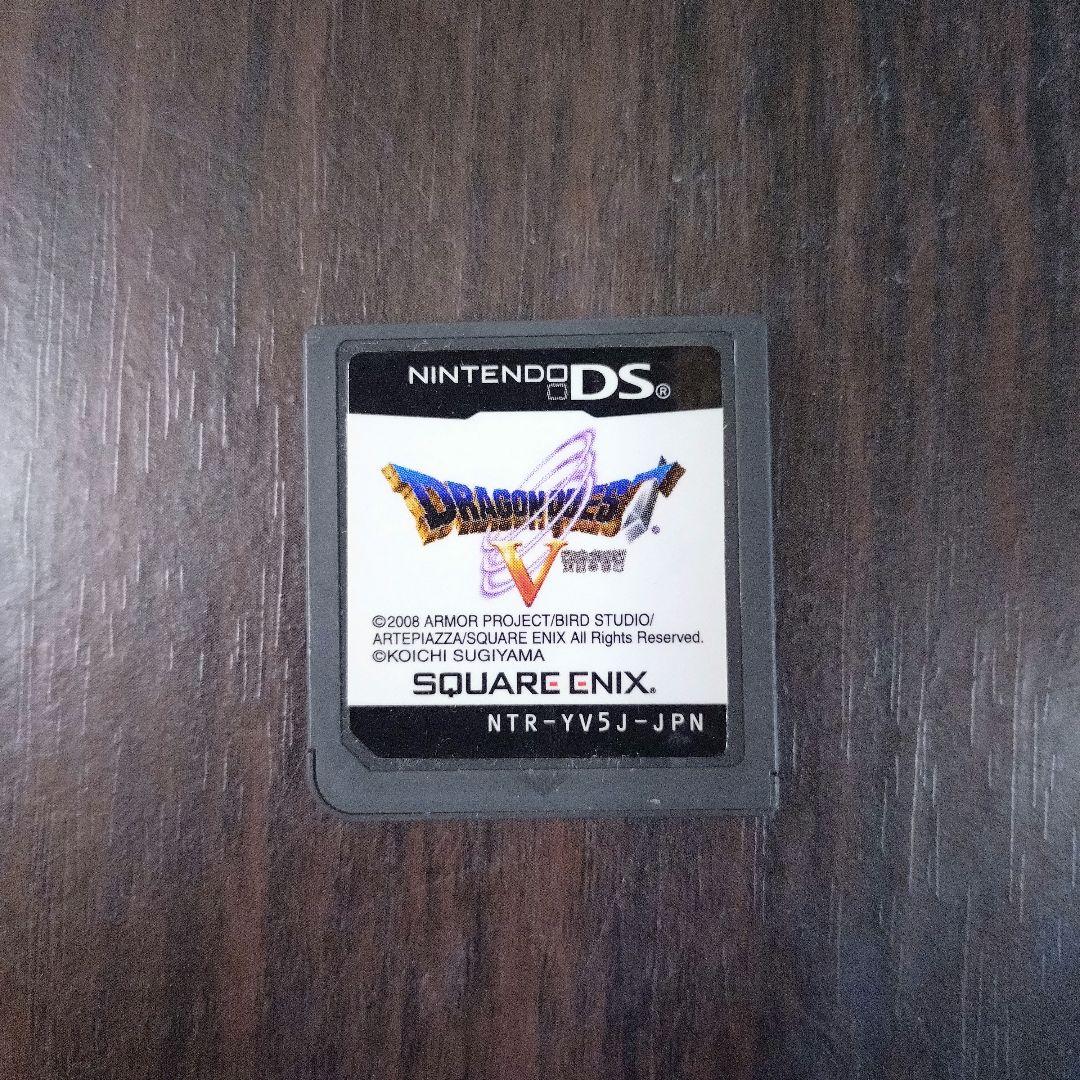 NINTENDO DS®
DRAGON QUEST®
V
©2008 ARMOR PROJECT/BIRD STUDIO/
ARTEPIAZZA/SQUARE ENIX All Rights Reserved.
©KOICHI SUGIYAMA
SQUARE ENIX®
NTR-YV5J-JPN